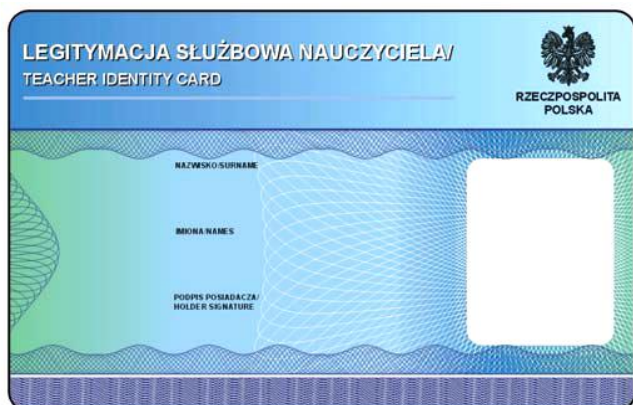 LEGITYMACJA SŁUŻBOWA NAUCZYCIELA/
TEACHER IDENTITY CARD
RZECZPOSPOLITA
POLSKA
NAZWISKO/SURNAME
IMIONA/NAMES
PODPIS POSIADACZA/
HOLDER SIGNATURE